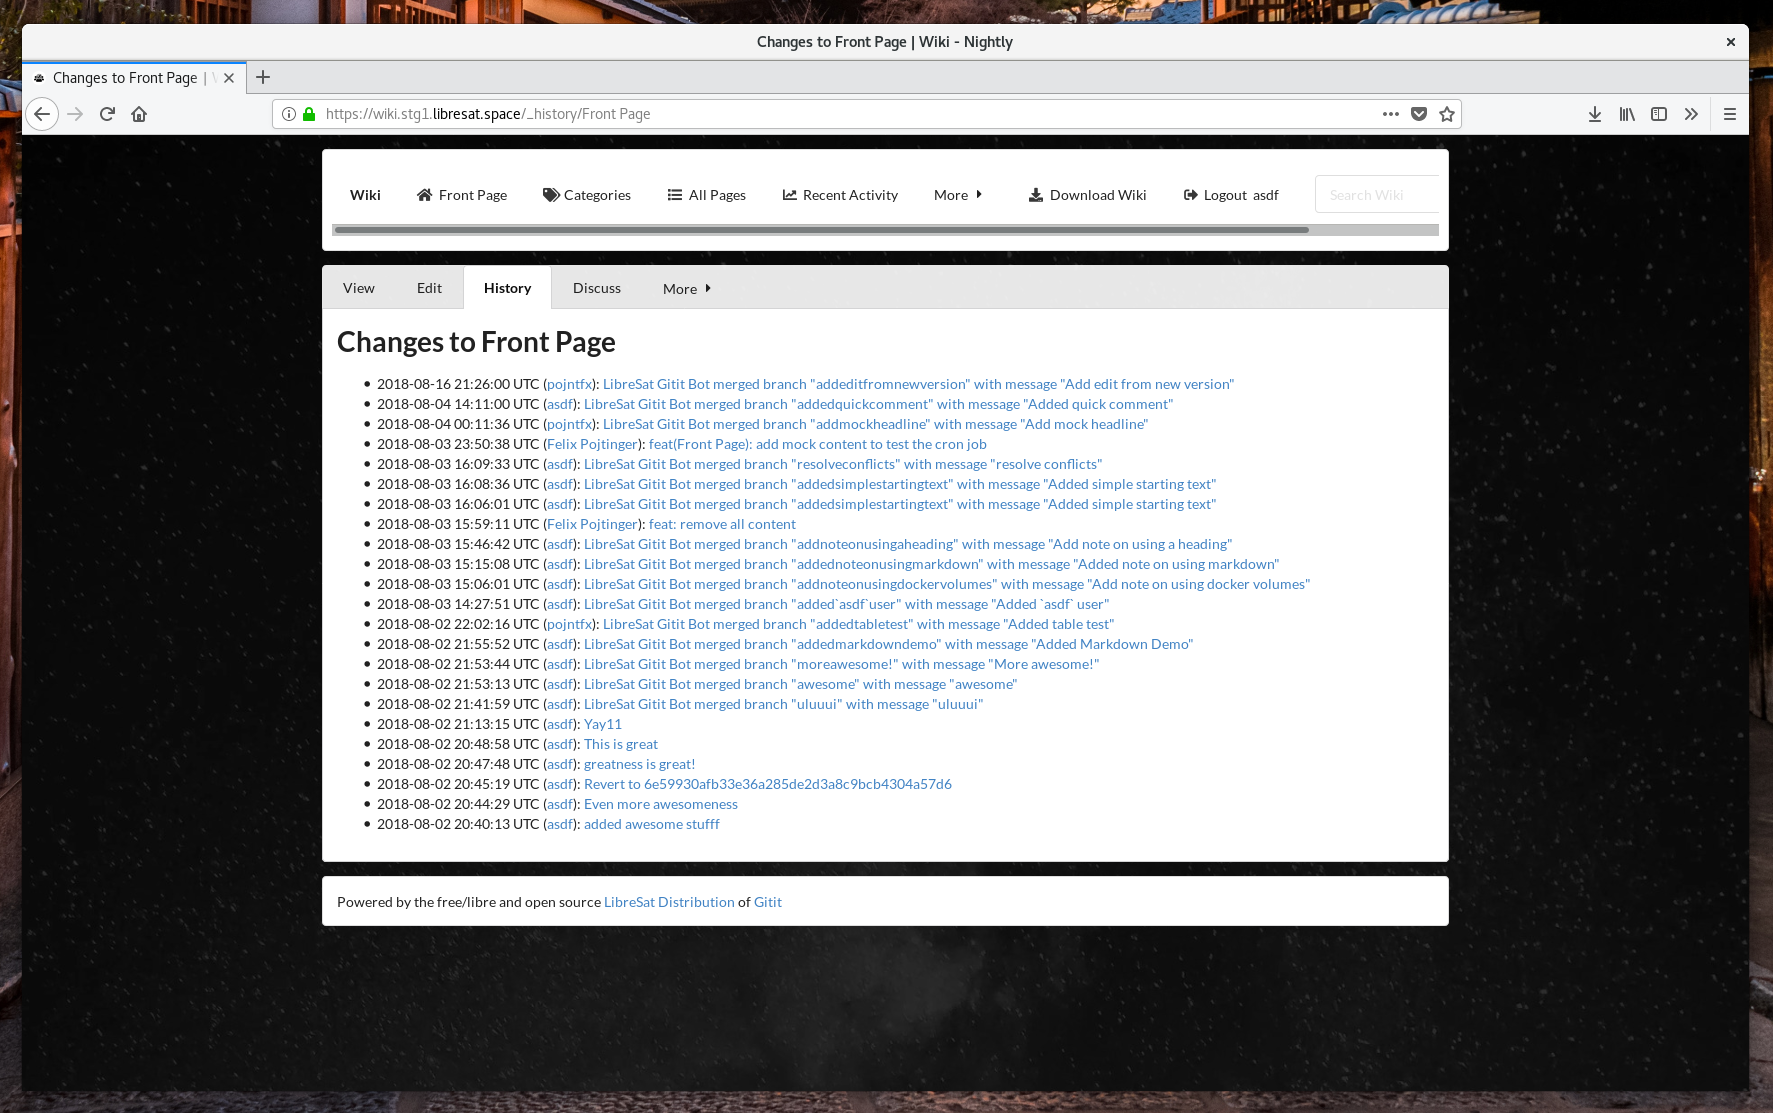 Changes to Front Page | Wiki - Nightly
Changes to Front Page |
https://wiki.stg1.libresat.space/_history/Front Page
Wiki Front Page Categories All Pages Recent Activity More Download Wiki Logout asdf Search Wiki
View Edit History Discuss More
Changes to Front Page
• 2018-08-16 21:26:00 UTC (pojntfx): LibreSat Gitit Bot merged branch "addeditfromnewversion" with message "Add edit from new version"
• 2018-08-04 14:11:00 UTC (asdf): LibreSat Gitit Bot merged branch "addedquickcomment" with message "Added quick comment"
• 2018-08-04 00:11:36 UTC (pojntfx): LibreSat Gitit Bot merged branch "addmockheadline" with message "Add mock headline"
• 2018-08-03 23:50:38 UTC (Felix Pojtinger): feat(Front Page): add mock content to test the cron job
• 2018-08-03 16:09:33 UTC (asdf): LibreSat Gitit Bot merged branch "resolveconflicts" with message "resolve conflicts"
• 2018-08-03 16:08:36 UTC (asdf): LibreSat Gitit Bot merged branch "addedsimplestartingtext" with message "Added simple starting text"
• 2018-08-03 16:06:01 UTC (asdf): LibreSat Gitit Bot merged branch "addedsimplestartingtext" with message "Added simple starting text"
• 2018-08-03 15:59:11 UTC (Felix Pojtinger): feat: remove all content
• 2018-08-03 15:46:42 UTC (asdf): LibreSat Gitit Bot merged branch "addnoteonusingaheading" with message "Add note on using a heading"
• 2018-08-03 15:15:08 UTC (asdf): LibreSat Gitit Bot merged branch "addednoteonusingmarkdown" with message "Added note on using markdown"
• 2018-08-03 15:06:01 UTC (asdf): LibreSat Gitit Bot merged branch "addnoteonusingdockervolumes" with message "Add note on using docker volumes"
• 2018-08-03 14:27:51 UTC (asdf): LibreSat Gitit Bot merged branch "added`asdf`user" with message "Added `asdf` user"
• 2018-08-02 22:02:16 UTC (pojntfx): LibreSat Gitit Bot merged branch "addedtabletest" with message "Added table test"
• 2018-08-02 21:55:52 UTC (asdf): LibreSat Gitit Bot merged branch "addedmarkdowndemo" with message "Added Markdown Demo"
• 2018-08-02 21:53:44 UTC (asdf): LibreSat Gitit Bot merged branch "moreawesome!" with message "More awesome!"
• 2018-08-02 21:53:13 UTC (asdf): LibreSat Gitit Bot merged branch "awesome" with message "awesome"
• 2018-08-02 21:41:59 UTC (asdf): LibreSat Gitit Bot merged branch "uluuui" with message "uluuui"
• 2018-08-02 21:13:15 UTC (asdf): Yay11
• 2018-08-02 20:48:58 UTC (asdf): This is great
• 2018-08-02 20:47:48 UTC (asdf): greatness is great!
• 2018-08-02 20:45:19 UTC (asdf): Revert to 6e59930afb33e36a285de2d3a8c9bcb4304a57d6
• 2018-08-02 20:44:29 UTC (asdf): Even more awesomeness
• 2018-08-02 20:40:13 UTC (asdf): added awesome stufff
Powered by the free/libre and open source LibreSat Distribution of Gitit